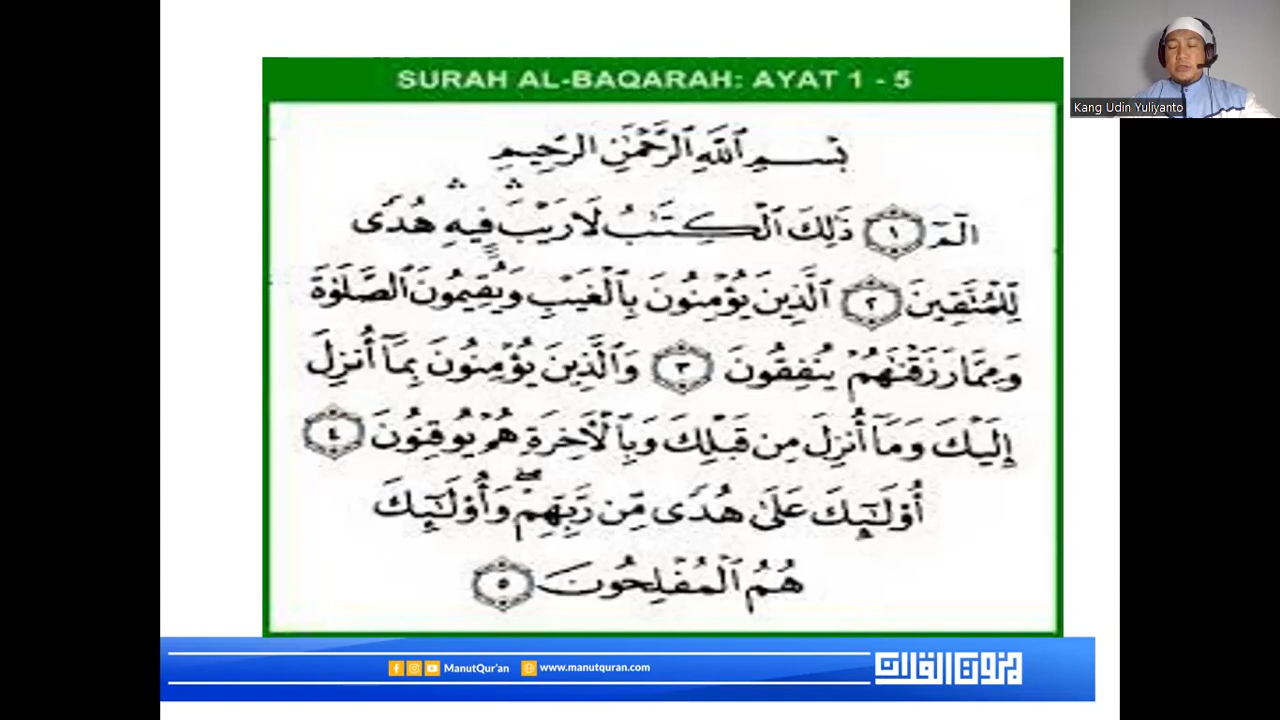 SURAH AL-BAQARAH: AYAT 1 - 5
Kang Udin Yuliyanto
بِسْمِ ٱللَّهِ ٱلرَّحْمَٰنِ ٱلرَّحِيمِ
الٓمٓ ١ ذَٰلِكَ ٱلْكِتَٰبُ لَا رَيْبَ ۛ فِيهِ ۛ هُدًى
لِّلْمُتَّقِينَ ٢ ٱلَّذِينَ يُؤْمِنُونَ بِٱلْغَيْبِ وَيُقِيمُونَ ٱلصَّلَوٰةَ
وَمِمَّا رَزَقْنَٰهُمْ يُنفِقُونَ ٣ وَٱلَّذِينَ يُؤْمِنُونَ بِمَآ أُنزِلَ
إِلَيْكَ وَمَآ أُنزِلَ مِن قَبْلِكَ وَبِٱلْأَخِرَةِ هُمْ يُوقِنُونَ ٤
أُو۟لَٰٓئِكَ عَلَىٰ هُدًى مِّن رَّبِّهِمْ ۖ وَأُو۟لَٰٓئِكَ
هُمُ ٱلْمُفْلِحُونَ ٥
ManutQur'an www.manutquran.com